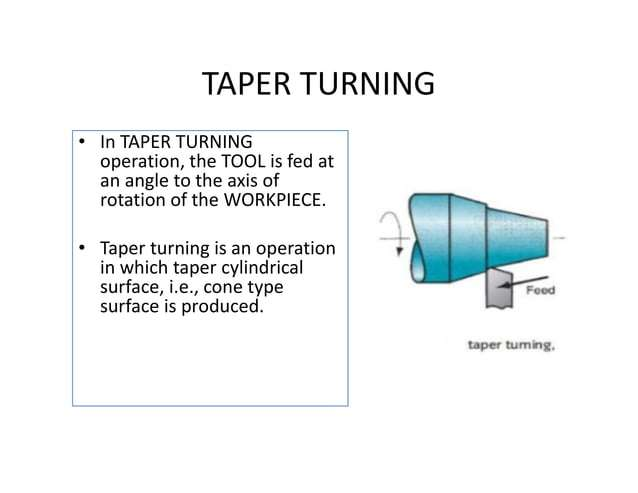 TAPER TURNING
• In TAPER TURNING
operation, the TOOL is fed at
an angle to the axis of
rotation of the WORKPIECE.
• Taper turning is an operation
in which taper cylindrical
surface, i.e., cone type
surface is produced.
Feed
taper turning,